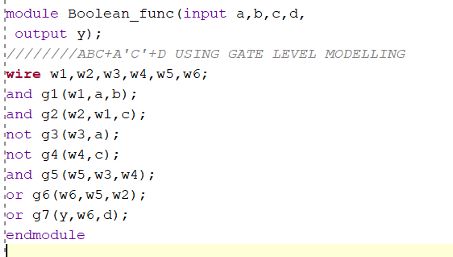 module Boolean_func(input a,b,c,d,
output y);
////////ABC+A'C'+D USING GATE LEVEL MODELLING
wire w1,w2,w3,w4,w5,w6;
and g1(w1,a,b);
and g2(w2,w1,c);
not g3(w3,a);
not g4(w4,c);
and g5(w5,w3,w4);
or g6(w6,w5,w2);
or g7(y,w6,d);
endmodule